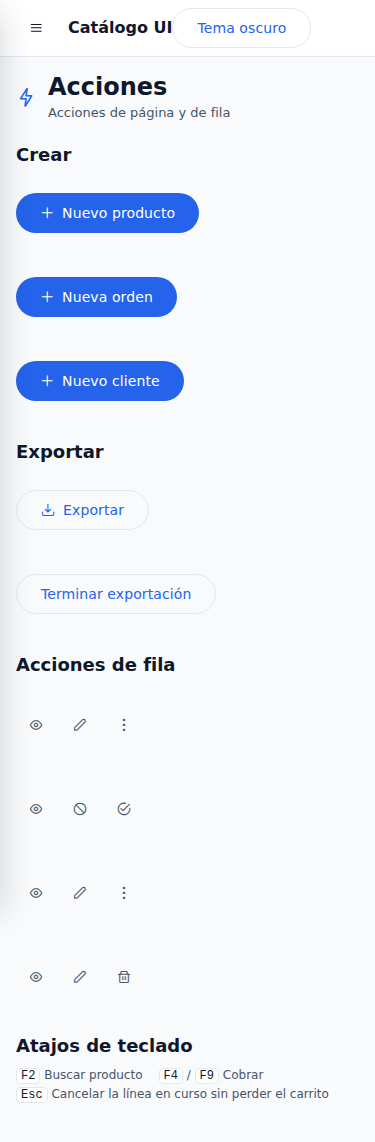 Catálogo UI Tema oscuro
Acciones
Acciones de página y de fila
Crear
Nuevo producto
Nueva orden
Nuevo cliente
Exportar
Exportar
Terminar exportación
Acciones de fila
Atajos de teclado
F2 Buscar producto F4 / F9 Cobrar
Esc Cancelar la línea en curso sin perder el carrito